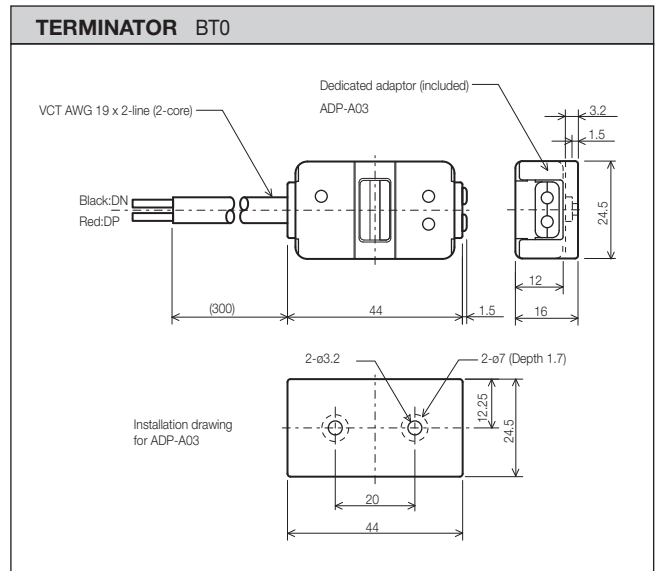 TERMINATOR BT0
Dedicated adaptor (included)
ADP-A03
VCT AWG 19 x 2-line (2-core)
3.2
1.5
Black:DN
Red:DP
24.5
12
(300)
44
1.5
16
2-ø3.2
2-ø7 (Depth 1.7)
Installation drawing
for ADP-A03
12.25
24.5
20
44